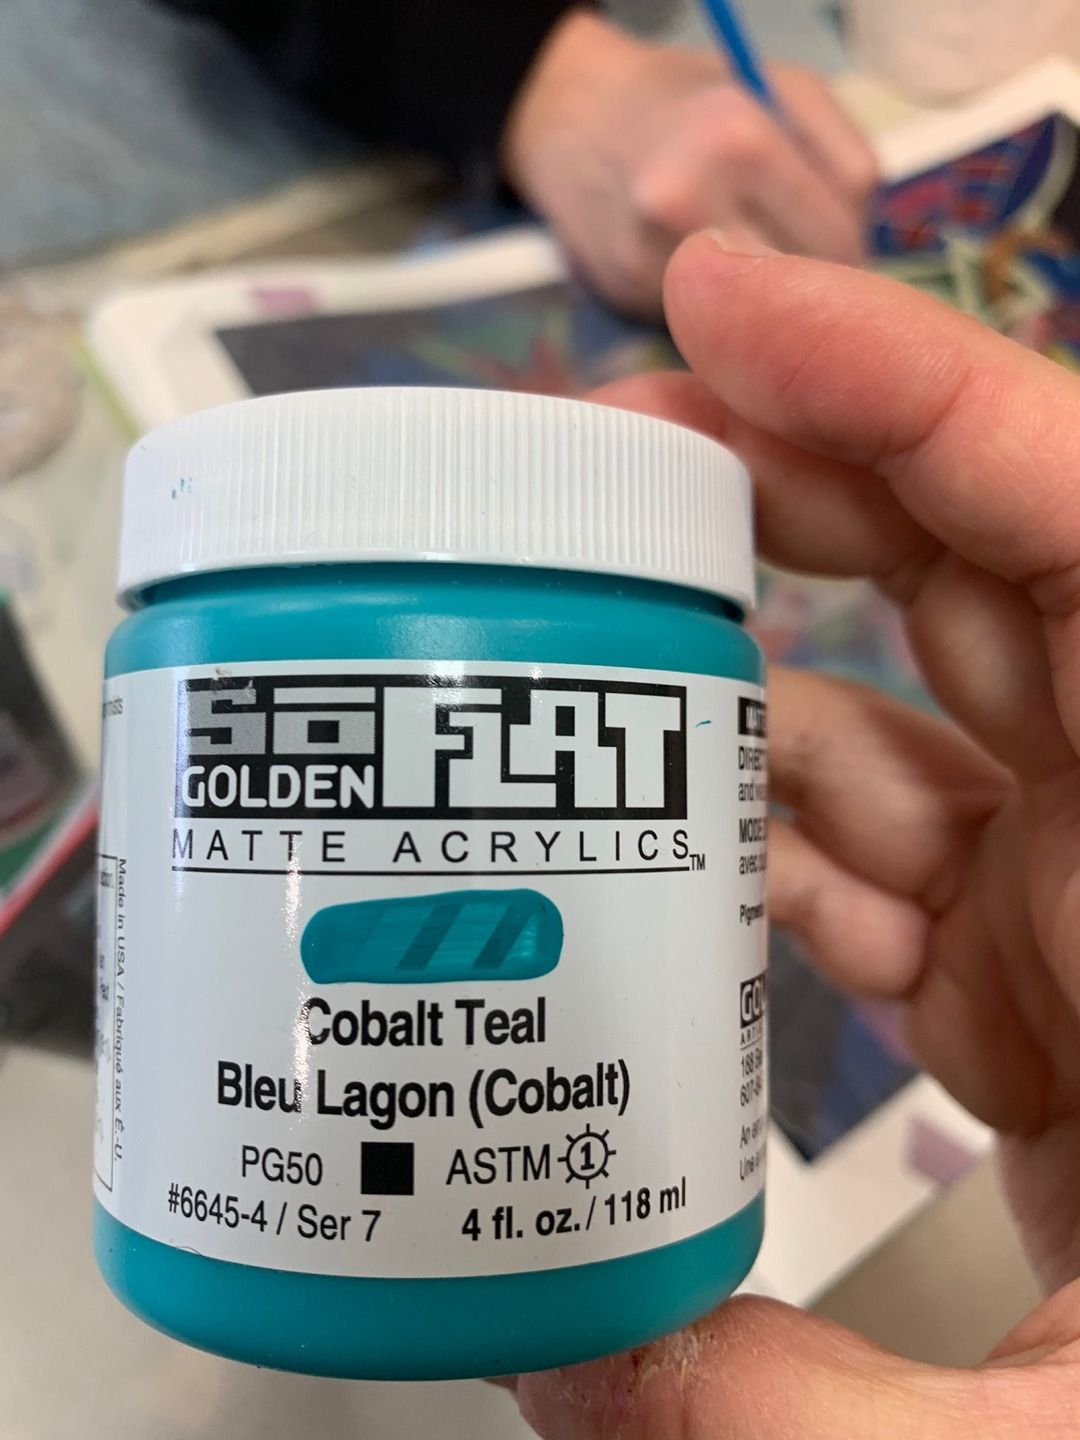 SōFLAT
GOLDEN
MATTE ACRYLICS™
Cobalt Teal
Bleu Lagon (Cobalt)
PG50 ASTM 1
#6645-4 / Ser 7 4 fl. oz./118 ml
Made in USA / Fabriqué aux É.-U.